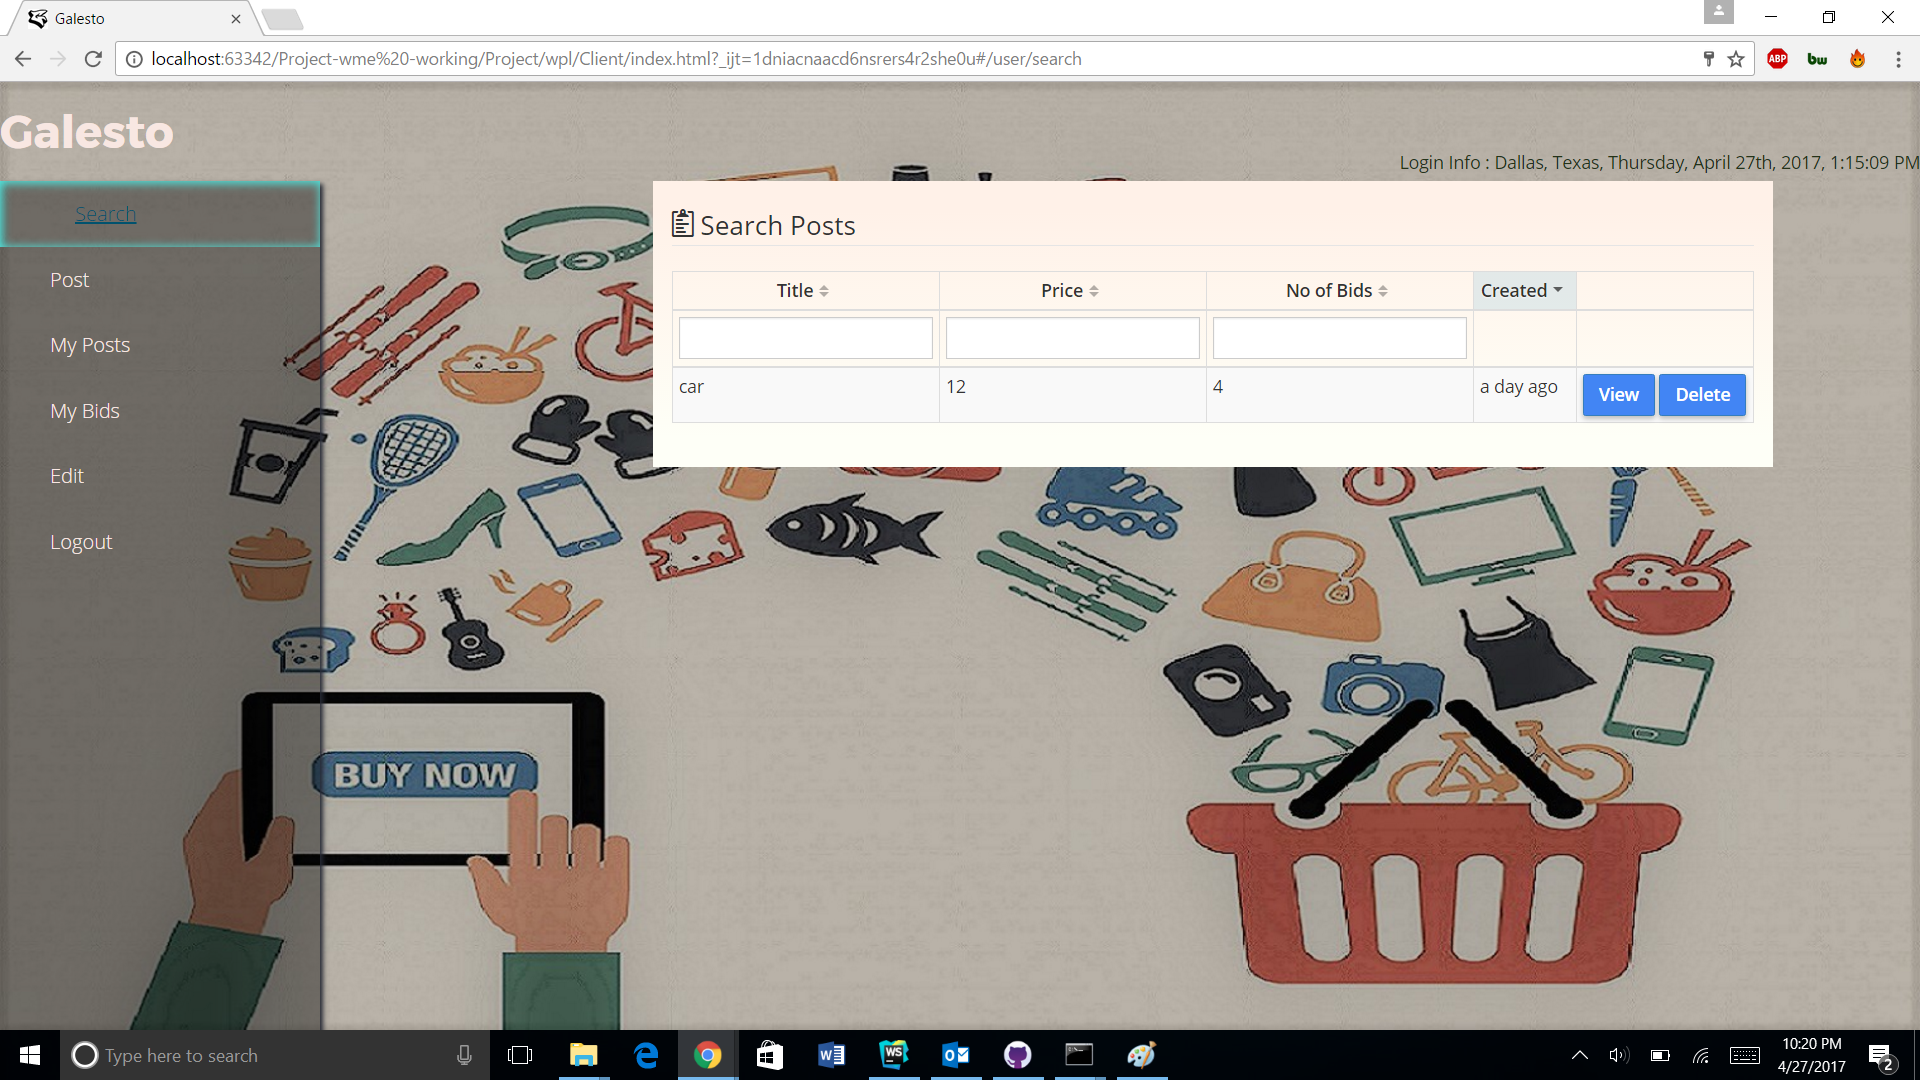 Galesto
localhost:63342/Project-wme%20-working/Project/wpl/Client/index.html?_ijt=1dniacnaacd6nsrers4r2she0u#/user/search
ABP
bw
Galesto
Login Info : Dallas, Texas, Thursday, April 27th, 2017, 1:15:09 PM
Search
Post
My Posts
My Bids
Edit
Logout
Search Posts
Title Price No of Bids Created
car 12 4 a day ago View Delete
BUY NOW
Type here to search
WS
10:20 PM
4/27/2017
2